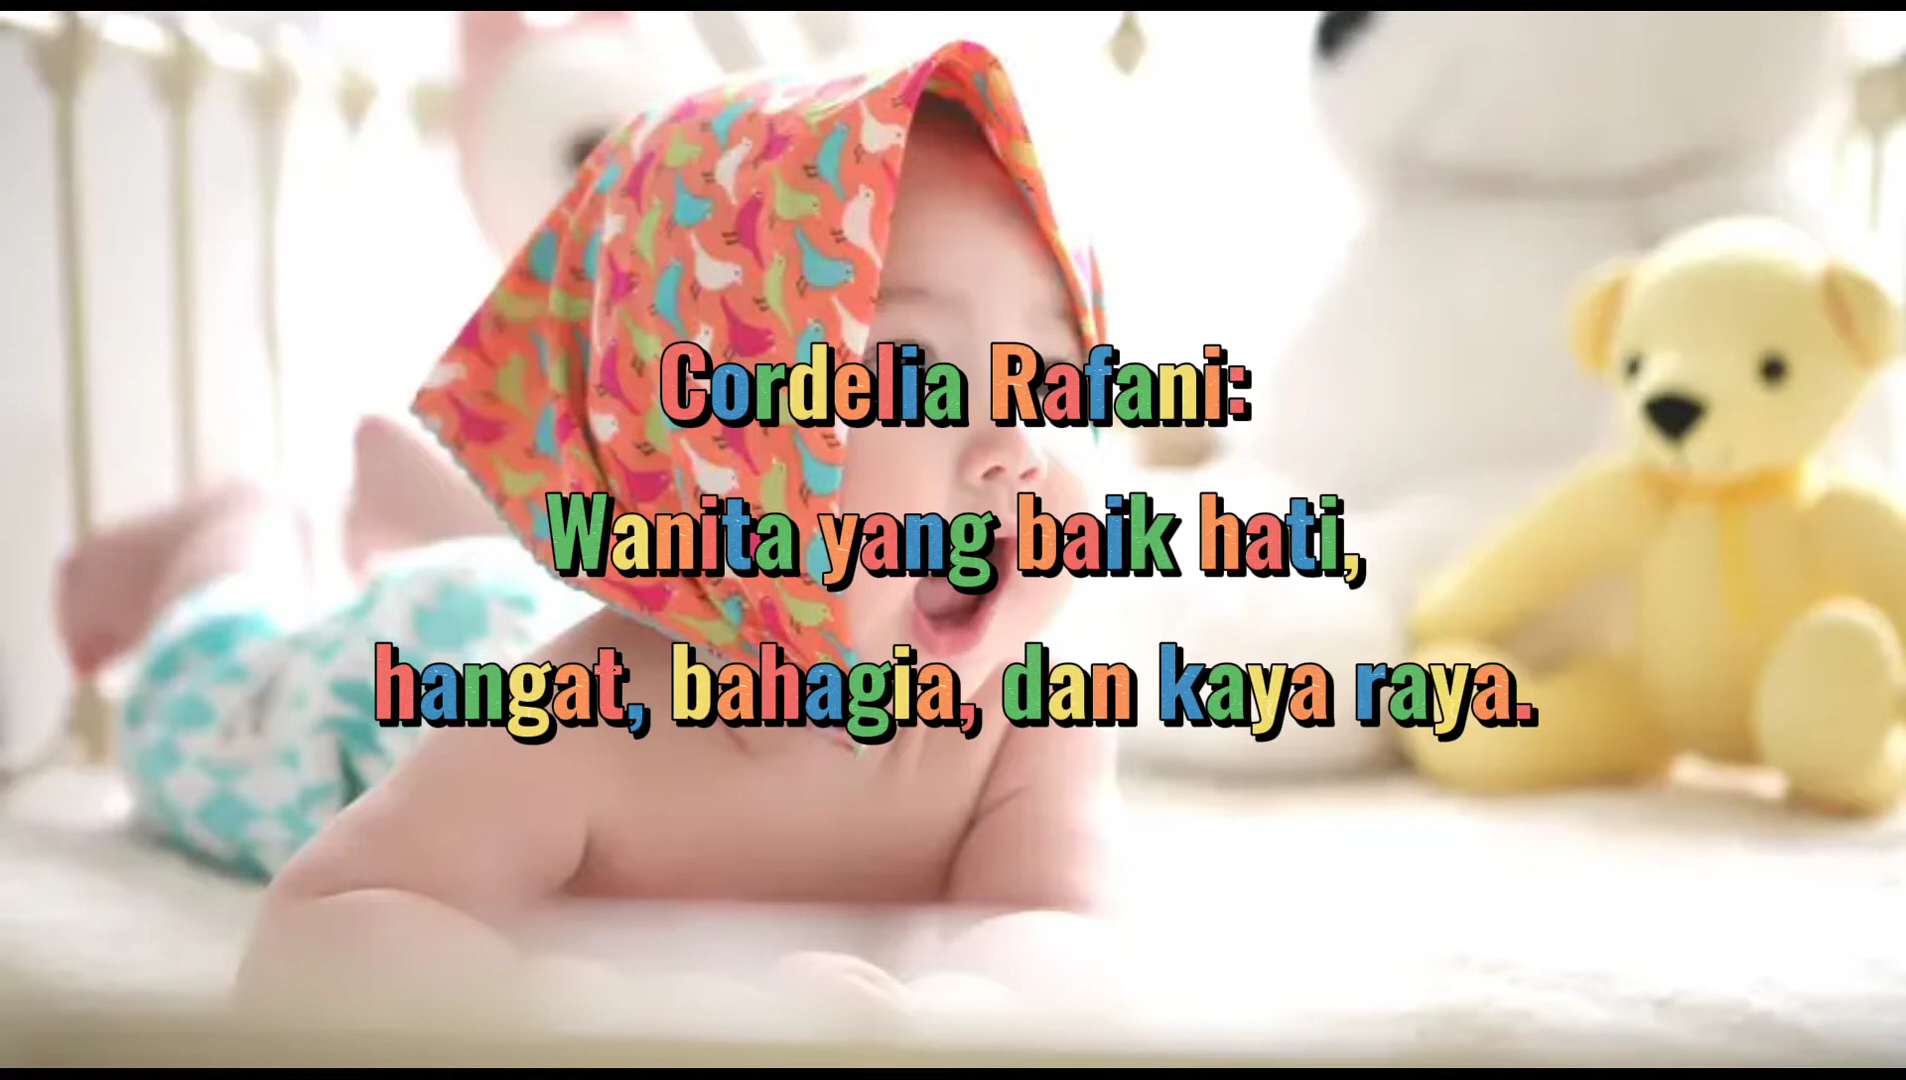 Cordelia Rafani:
Wanita yang baik hati,
hangat, bahagia, dan kaya raya.